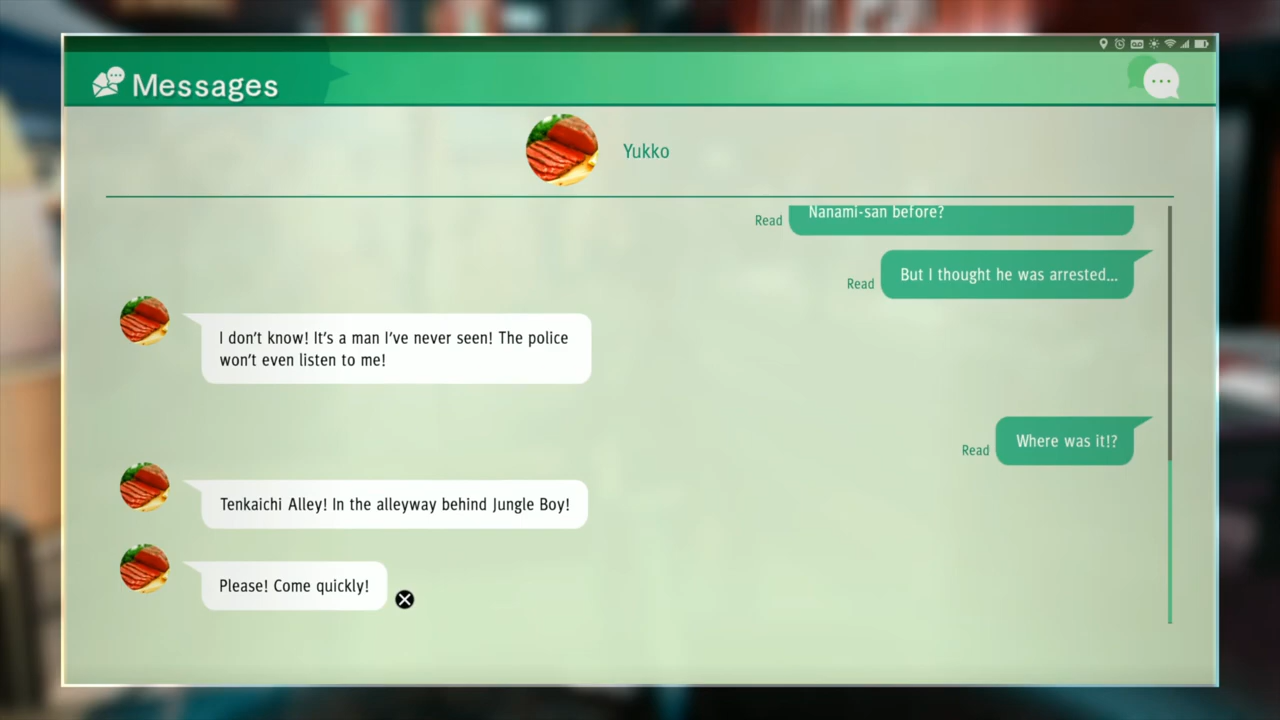 Messages
Yukko
Nanami-san before?
Read
But I thought he was arrested...
Read
I don't know! It's a man I've never seen! The police
won't even listen to me!
Where was it!?
Read
Tenkaichi Alley! In the alleyway behind Jungle Boy!
Please! Come quickly!